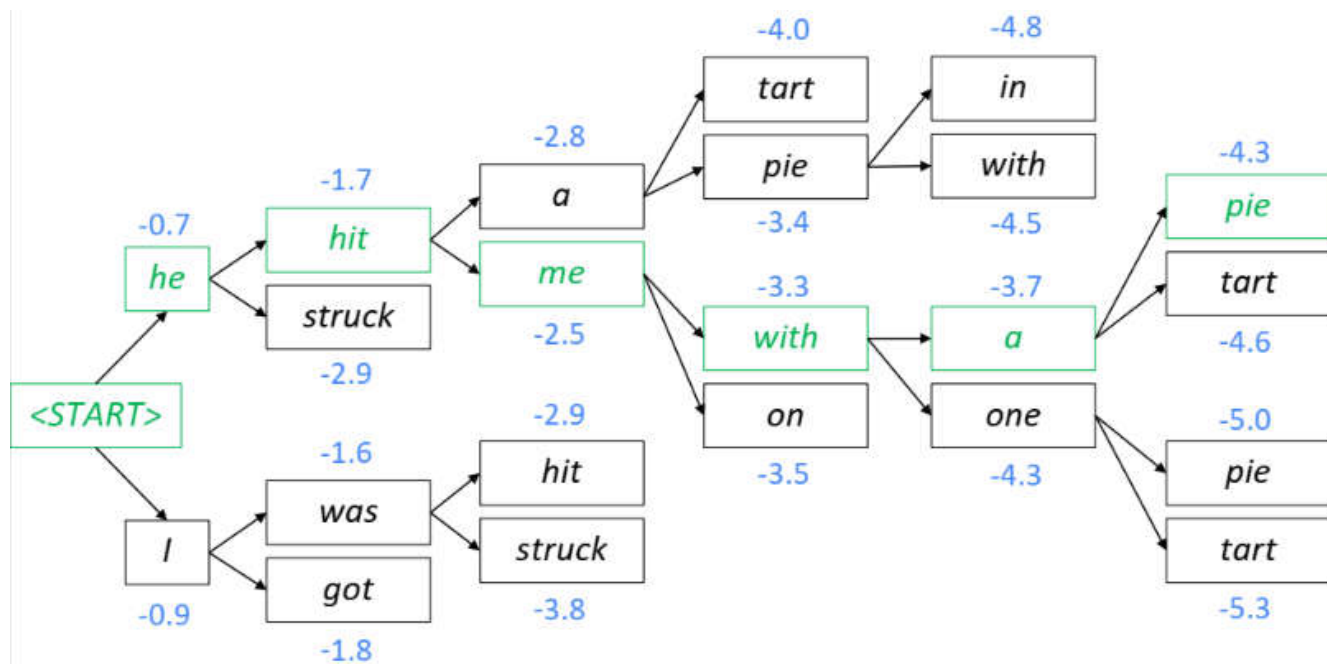 -4.0
-4.8
tart
in
-2.8
-4.3
-1.7
a
pie
with
pie
-0.7
hit
-3.4
-4.5
he
me
-3.3
-3.7
tart
struck
-2.5
with
a
-4.6
-2.9
<START>
-2.9
on
one
-5.0
-1.6
hit
-3.5
-4.3
pie
was
I
struck
tart
got
-0.9
-3.8
-5.3
-1.8